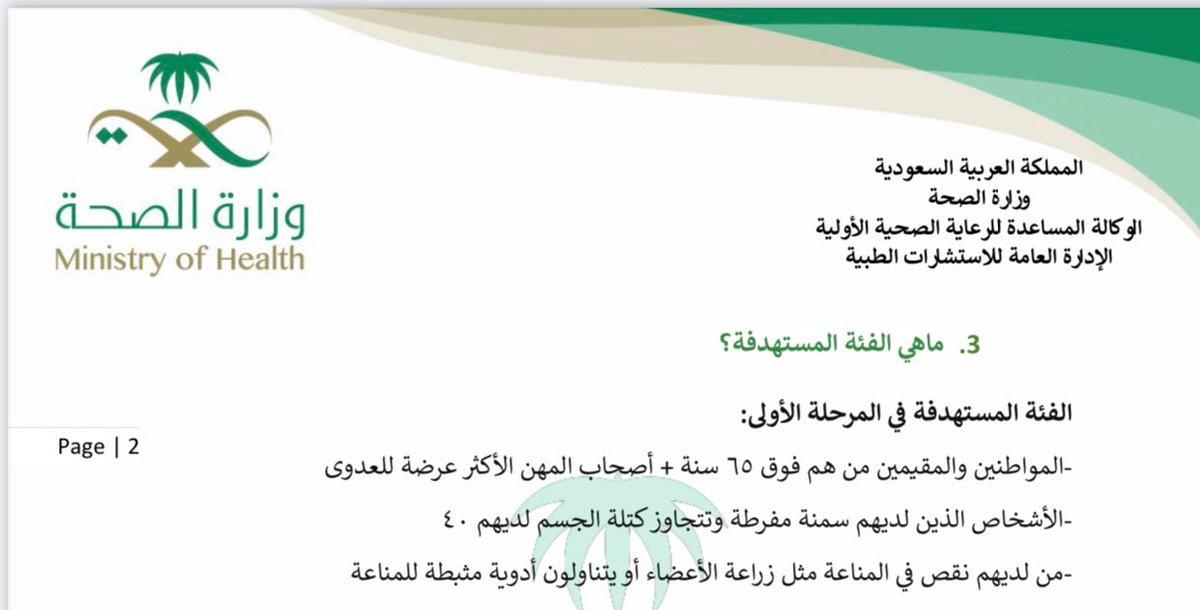 وزارة الصحة
Ministry of Health
المملكة العربية السعودية
وزارة الصحة
الوكالة المساعدة للرعاية الصحية الأولية
الإدارة العامة للاستشارات الطبية
3. ماهي الفئة المستهدفة؟
الفئة المستهدفة في المرحلة الأولى:
Page | 2
-المواطنين والمقيمين من هم فوق ٦٥ سنة + أصحاب المهن الأكثر عرضة للعدوى
-الأشخاص الذين لديهم سمنة مفرطة وتتجاوز كتلة الجسم لديهم ٤٠
-من لديهم نقص في المناعة مثل زراعة الأعضاء أو يتناولون أدوية مثبطة للمناعة